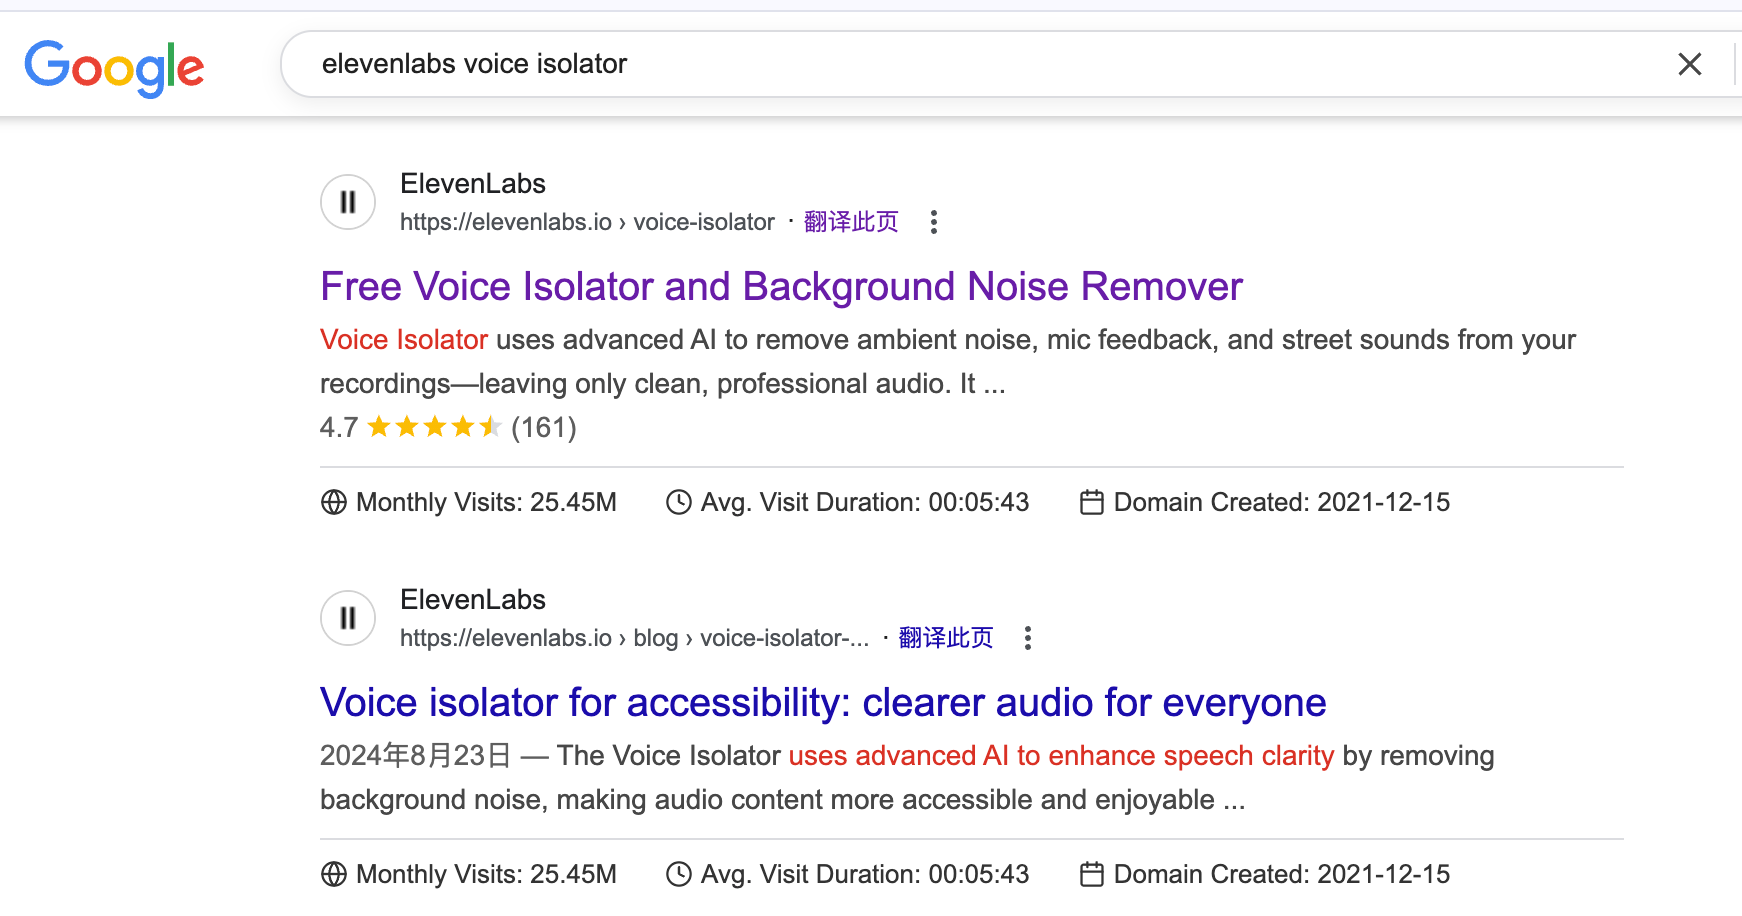 Google
elevenlabs voice isolator
ElevenLabs
https://elevenlabs.io › voice-isolator · 翻译此页
Free Voice Isolator and Background Noise Remover
Voice Isolator uses advanced AI to remove ambient noise, mic feedback, and street sounds from your
recordings—leaving only clean, professional audio. It ...
4.7 (161)
Monthly Visits: 25.45M Avg. Visit Duration: 00:05:43 Domain Created: 2021-12-15
ElevenLabs
https://elevenlabs.io › blog › voice-isolator-... · 翻译此页
Voice isolator for accessibility: clearer audio for everyone
2024年8月23日 — The Voice Isolator uses advanced AI to enhance speech clarity by removing
background noise, making audio content more accessible and enjoyable ...
Monthly Visits: 25.45M Avg. Visit Duration: 00:05:43 Domain Created: 2021-12-15